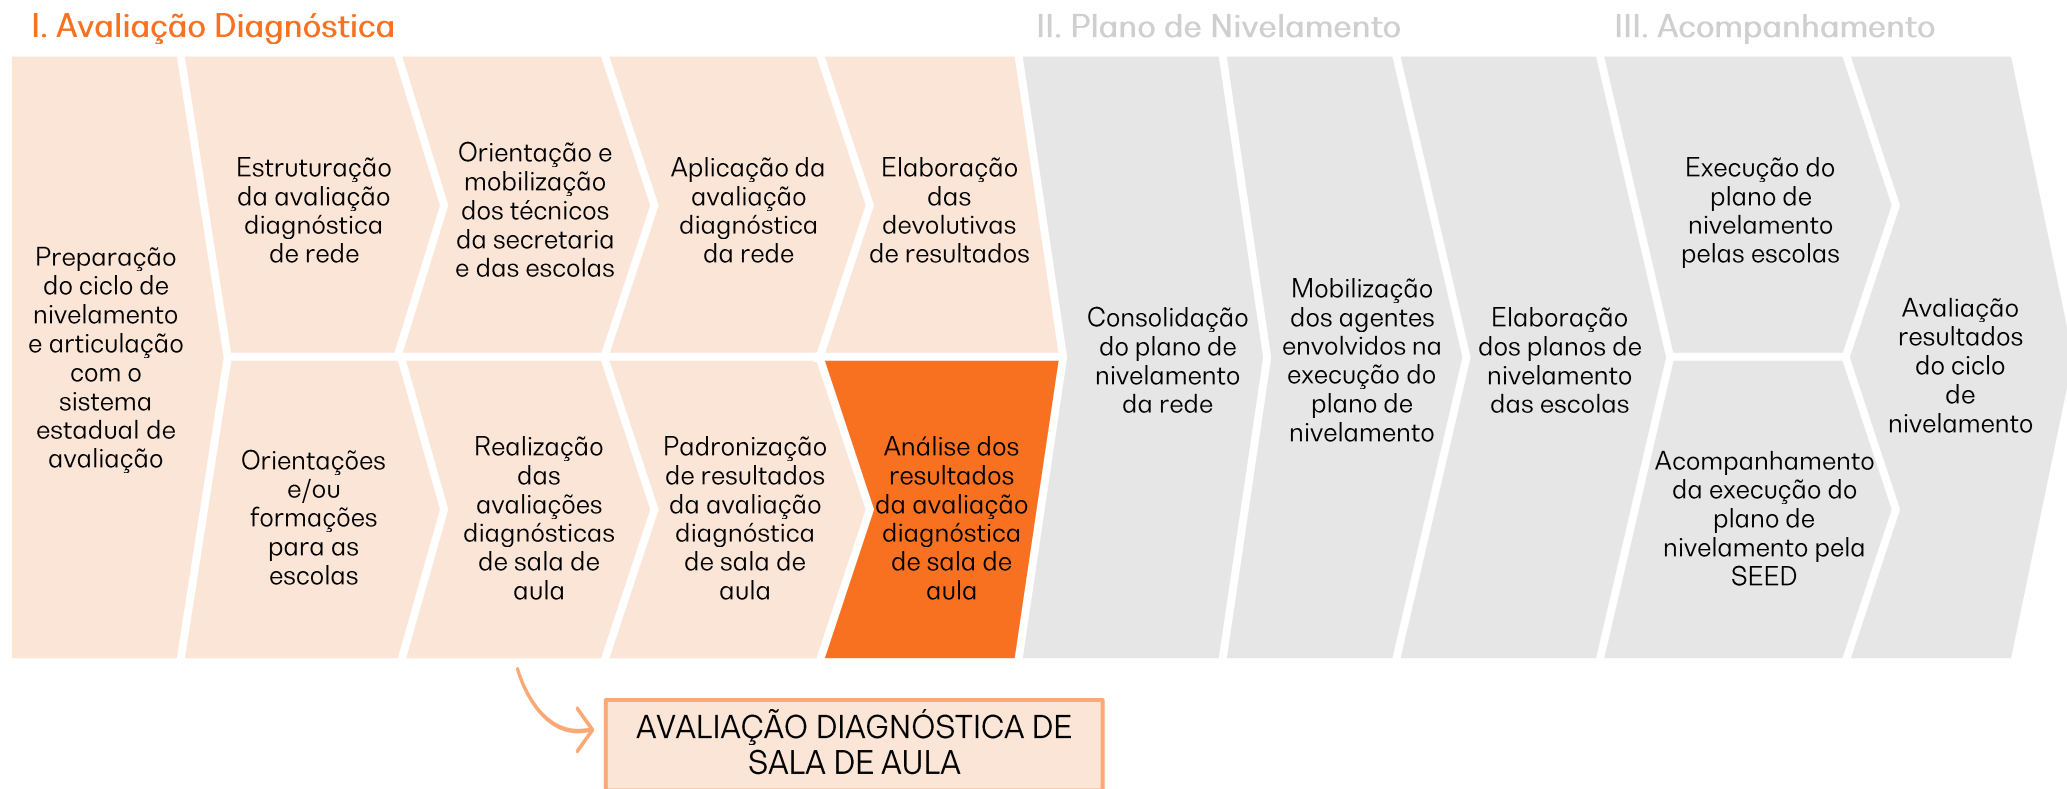 I. Avaliação Diagnóstica
II. Plano de Nivelamento
III. Acompanhamento
Preparação
do ciclo de
nivelamento
e articulação
com o
sistema
estadual de
avaliação
Estruturação
da avaliação
diagnóstica
de rede
Orientação e
mobilização
dos técnicos
da secretaria
e das escolas
Aplicação da
avaliação
diagnóstica
da rede
Elaboração
das
devolutivas
de resultados
Orientações
e/ou
formações
para as
escolas
Realização
das
avaliações
diagnósticas
de sala de
aula
Padronização
de resultados
da avaliação
diagnóstica
de sala de
aula
Análise dos
resultados
da avaliação
diagnóstica
de sala de
aula
Consolidação
do plano de
nivelamento
da rede
Mobilização
dos agentes
envolvidos na
execução do
plano de
nivelamento
Elaboração
dos planos de
nivelamento
das escolas
Execução do
plano de
nivelamento
pelas escolas
Acompanhamento
da execução do
plano de
nivelamento pela
SEED
Avaliação
resultados
do ciclo
de
nivelamento
AVALIAÇÃO DIAGNÓSTICA DE
SALA DE AULA